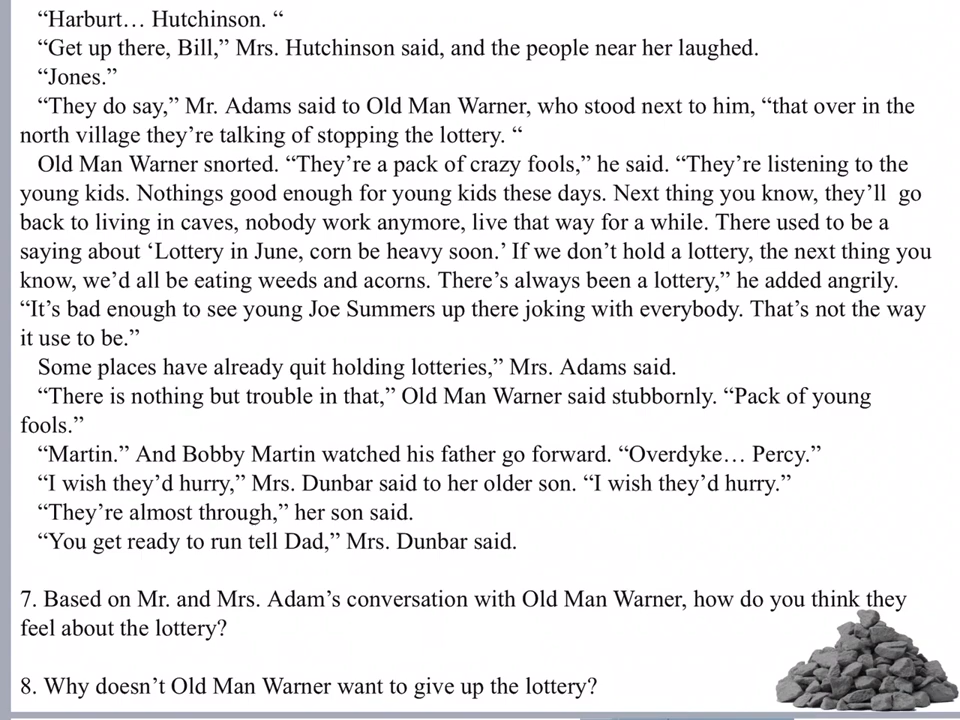 “Harburt… Hutchinson. “
“Get up there, Bill,” Mrs. Hutchinson said, and the people near her laughed.
“Jones.”
“They do say,” Mr. Adams said to Old Man Warner, who stood next to him, “that over in the
north village they’re talking of stopping the lottery. “
Old Man Warner snorted. “They’re a pack of crazy fools,” he said. “They’re listening to the
young kids. Nothings good enough for young kids these days. Next thing you know, they’ll  go
back to living in caves, nobody work anymore, live that way for a while. There used to be a
saying about ‘Lottery in June, corn be heavy soon.’ If we don’t hold a lottery, the next thing you
know, we’d all be eating weeds and acorns. There’s always been a lottery,” he added angrily.
“It’s bad enough to see young Joe Summers up there joking with everybody. That’s not the way
it use to be.”
Some places have already quit holding lotteries,” Mrs. Adams said.
“There is nothing but trouble in that,” Old Man Warner said stubbornly. “Pack of young
fools.”
“Martin.” And Bobby Martin watched his father go forward. “Overdyke… Percy.”
“I wish they’d hurry,” Mrs. Dunbar said to her older son. “I wish they’d hurry.”
“They’re almost through,” her son said.
“You get ready to run tell Dad,” Mrs. Dunbar said.
7. Based on Mr. and Mrs. Adam’s conversation with Old Man Warner, how do you think they
feel about the lottery?
8. Why doesn’t Old Man Warner want to give up the lottery?